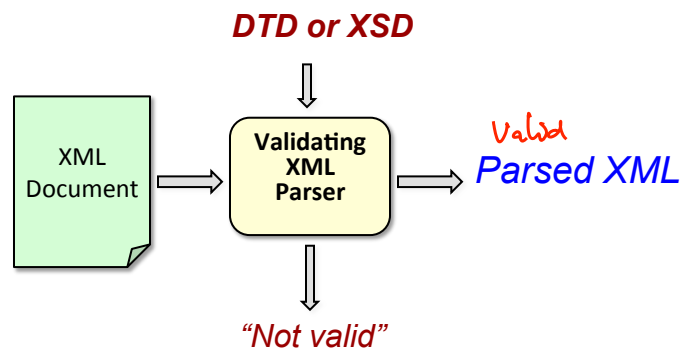 DTD or XSD
XML
Document
Validating
XML
Parser
Valid
Parsed XML
“Not valid”